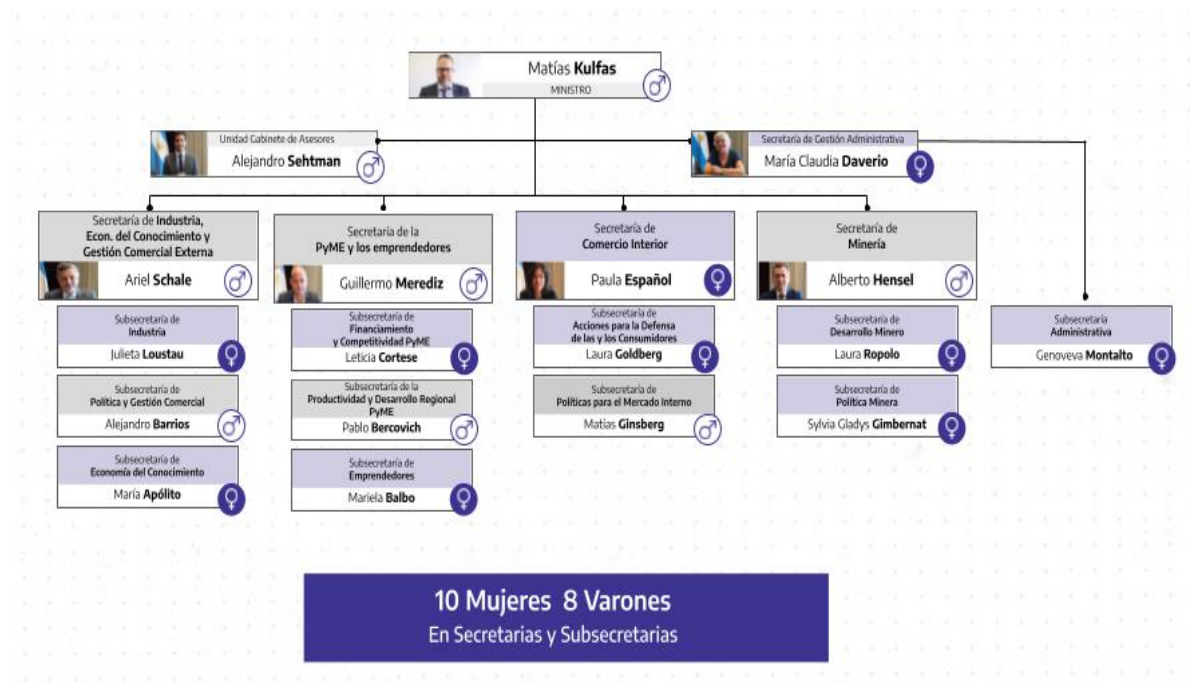 Matías Kulfas
MINISTRO
Unidad Gabinete de Asesores
Alejandro Sehtman
Secretaría de Gestión Administrativa
María Claudia Daverio
Secretaría de Industria,
Econ. del Conocimiento y
Gestión Comercial Externa
Ariel Schale
Subsecretaría de
Industria
Julieta Loustau
Subsecretaría de
Política y Gestión Comercial
Alejandro Barrios
Subsecretaría de
Economía del Conocimiento
María Apólito
Secretaría de la
PyME y los emprendedores
Guillermo Merediz
Subsecretaría de
Financiamiento
y Competitividad PyME
Leticia Cortese
Subsecretaría de la
Productividad y Desarrollo Regional
PyME
Pablo Bercovich
Subsecretaría de
Emprendedores
Mariela Balbo
Secretaría de
Comercio Interior
Paula Español
Subsecretaría de
Acciones para la Defensa
de las y los Consumidores
Laura Goldberg
Subsecretaría de
Políticas para el Mercado Interno
Matias Ginsberg
Secretaría de
Minería
Alberto Hensel
Subsecretaría de
Desarrollo Minero
Laura Ropolo
Subsecretaría de
Política Minera
Sylvia Gladys Gimbernat
Subsecretaría
Administrativa
Genoveva Montalto
10 Mujeres 8 Varones
En Secretarias y Subsecretarias